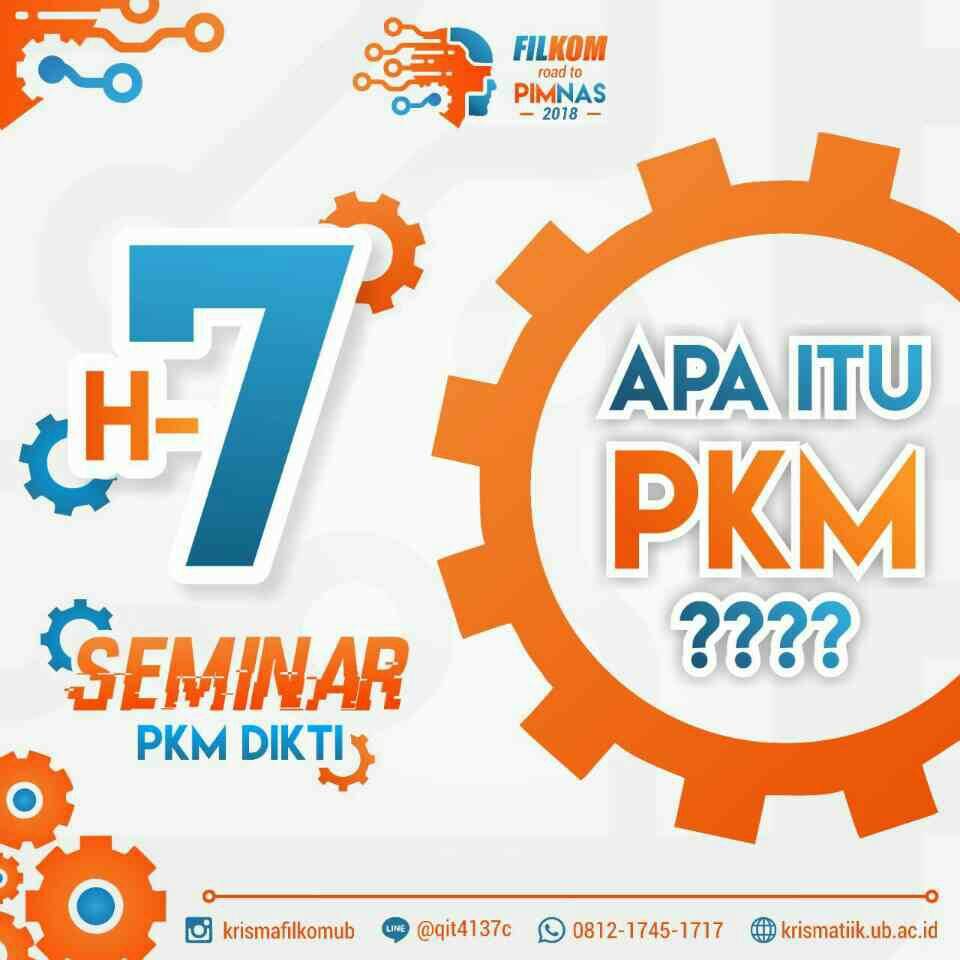 FILKOM
road to
PIMNAS
2018
H-7
SEMINAR
PKM DIKTI
APA ITU
PKM
????
krismafilkomub
LINE @qit4137c
0812-1745-1717
krismatiik.ub.ac.id